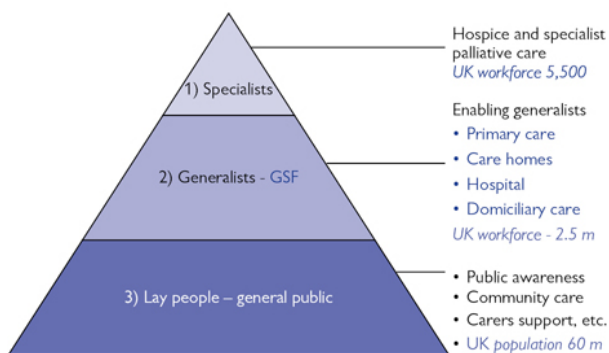 Hospice and specialist
palliative care
UK workforce 5,500
1) Specialists
Enabling generalists
• Primary care
• Care homes
• Hospital
• Domiciliary care
UK workforce - 2.5 m
2) Generalists - GSF
• Public awareness
• Community care
• Carers support, etc.
• UK population 60 m
3) Lay people – general public